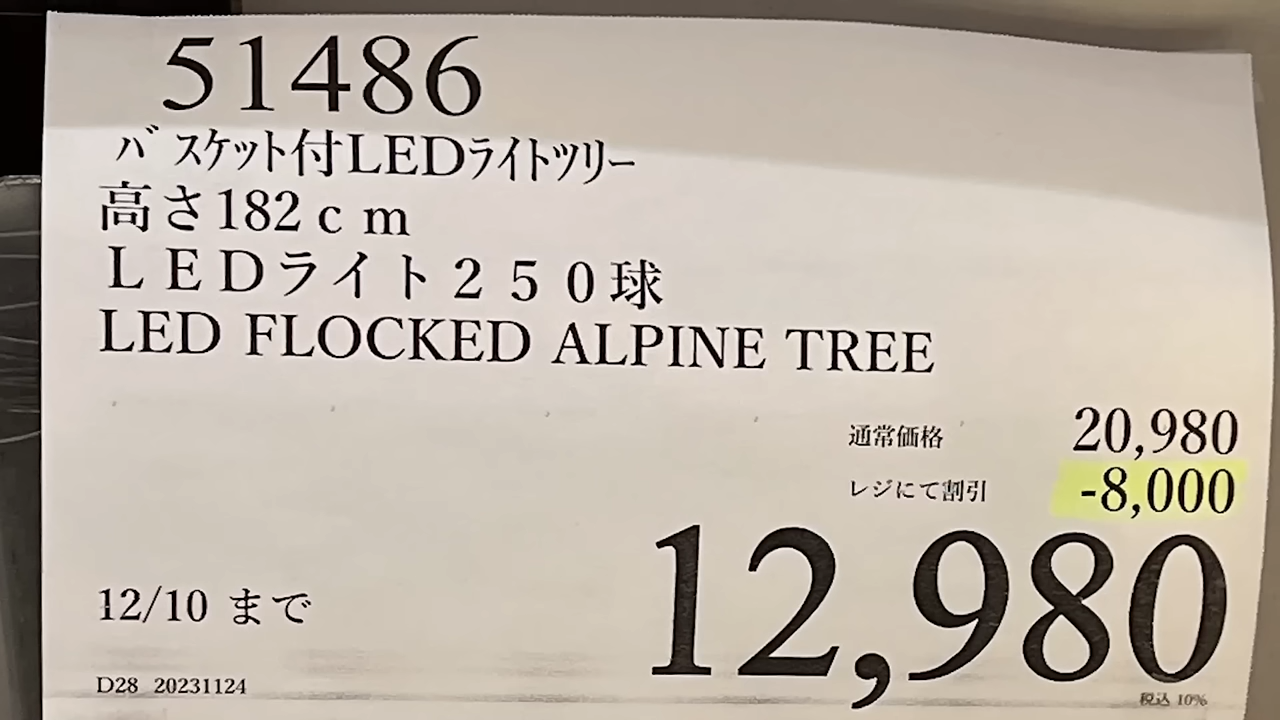 51486
ﾊﾞｽｹｯﾄ付LEDﾗｲﾄﾂﾘｰ
高さ182ｃｍ
ＬＥＤライト２５０球
LED FLOCKED ALPINE TREE
通常価格 20,980
レジにて割引 -8,000
12,980
12/10 まで
D28 20231124
税込 10%